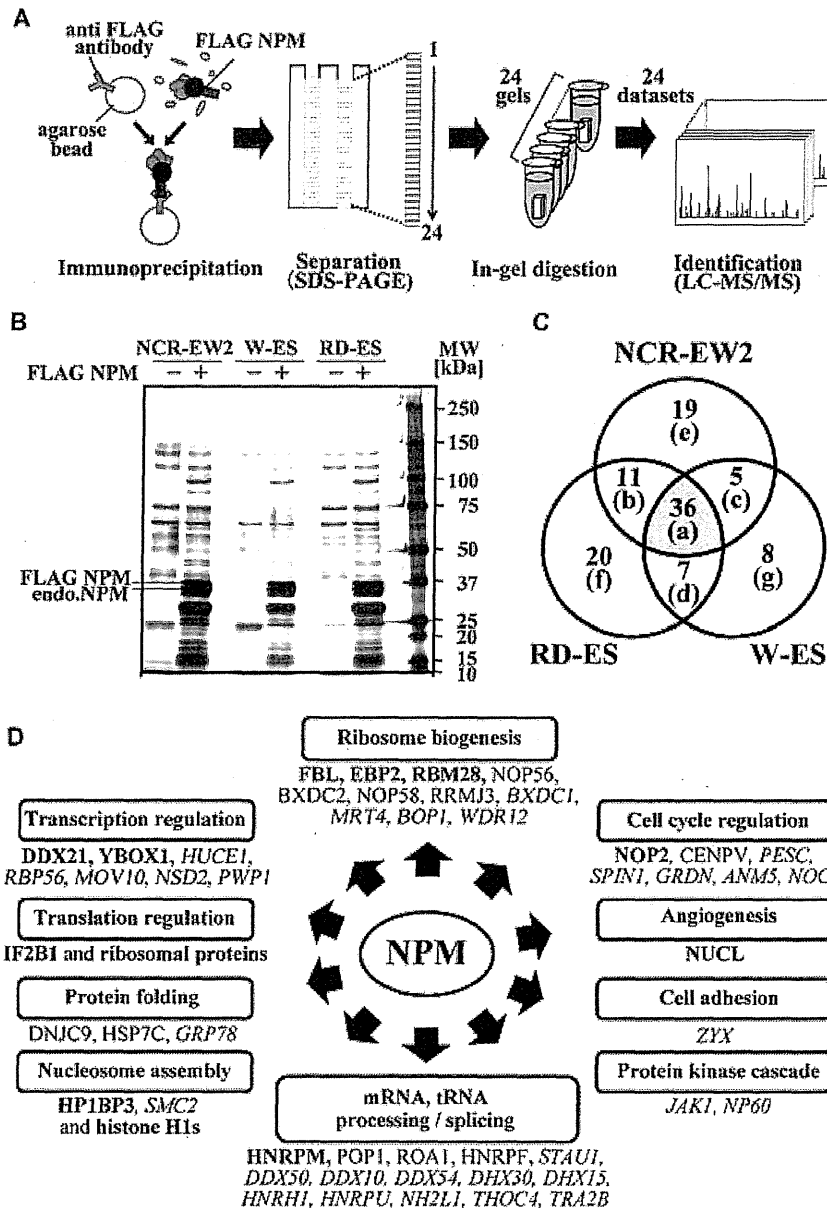 A
anti FLAG
antibody
FLAG NPM
agarose
bead
Immunoprecipitation
1
24
Separation
(SDS-PAGE)
24
gels
In-gel digestion
24
datasets
Identification
(LC-MS/MS)
B
NCR-EW2 W-ES RD-ES
FLAG NPM − + − + − +
MW
[kDa]
250
150
100
75
50
37
25
20
15
10
FLAG NPM
endo.NPM
C
NCR-EW2
19
(e)
11
(b)
5
(c)
36
(a)
20
(f)
7
(d)
8
(g)
RD-ES
W-ES
D
Ribosome biogenesis
FBL, EBP2, RBM28, NOP56,
BXDC2, NOP58, RRMJ3, BXDC1,
MRT4, BOP1, WDR12
Transcription regulation
DDX21, YBOX1, HUCE1,
RBP56, MOV10, NSD2, PWP1
Translation regulation
IF2B1 and ribosomal proteins
Protein folding
DNJC9, HSP7C, GRP78
Nucleosome assembly
HP1BP3, SMC2
and histone H1s
NPM
Cell cycle regulation
NOP2, CENPV, PESC,
SPIN1, GRDN, ANM5,
Angiogenesis
NUCL
Cell adhesion
ZYX
Protein kinase cascade
JAK1, NP60
mRNA, tRNA
processing / splicing
HNRPM, POP1, ROA1, HNRPF, STAU1,
DDX50, DDX10, DDX54, DHX30, DHX15,
HNRH1, HNRPU, NH2L1, THOC4, TRA2B